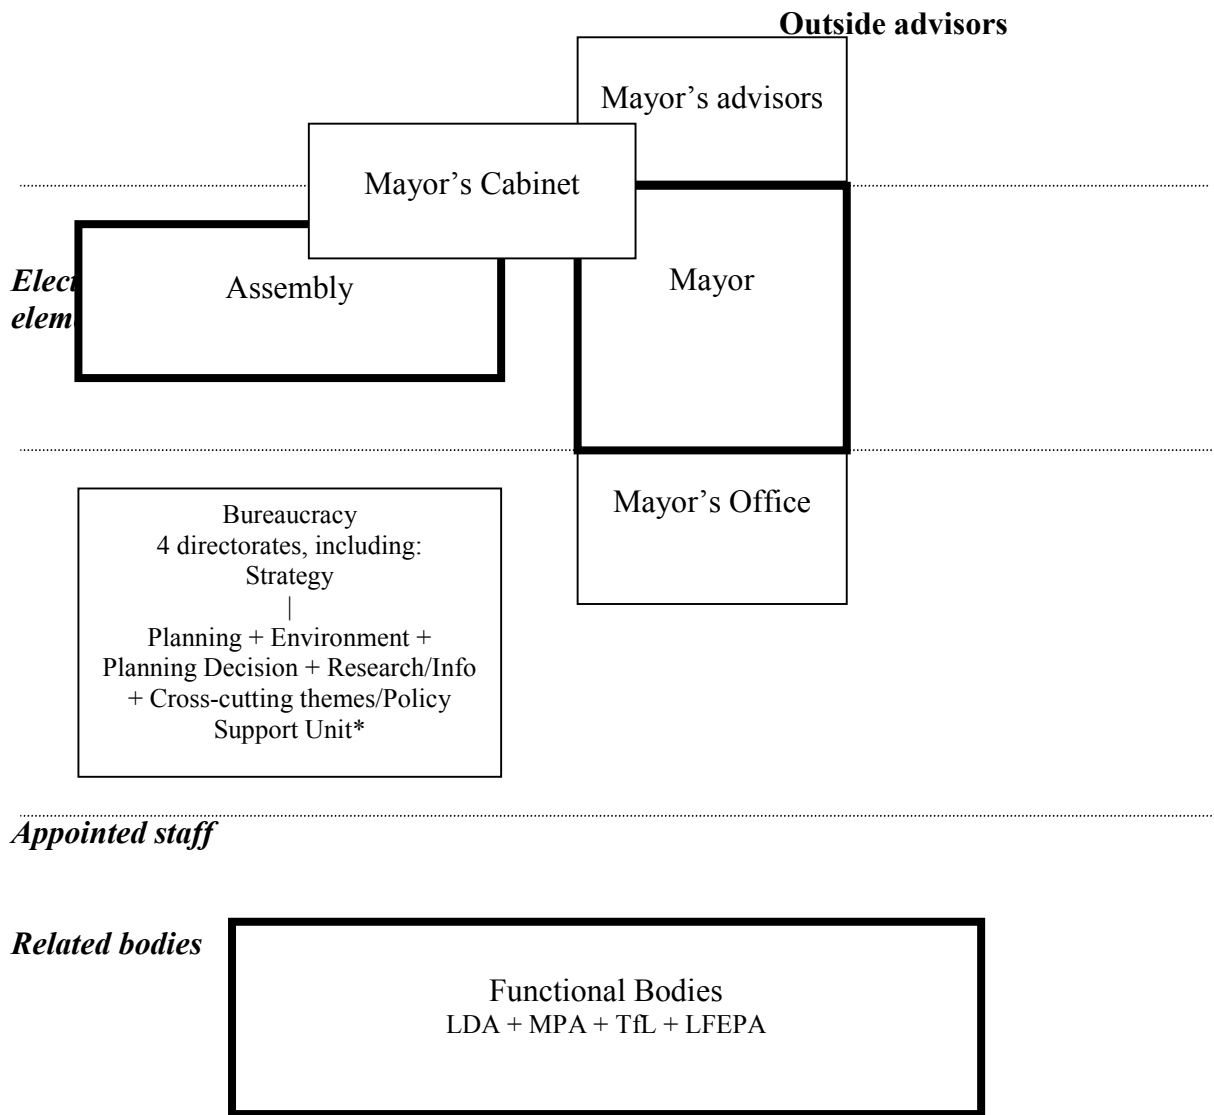 Outside advisors
Mayor's advisors
Mayor's Cabinet
Assembly
Mayor
Mayor's Office
Bureaucracy
4 directorates, including:
Strategy
|
Planning + Environment +
Planning Decision + Research/Info
+ Cross-cutting themes/Policy
Support Unit*
Appointed staff
Related bodies
Functional Bodies
LDA + MPA + TfL + LFEPA